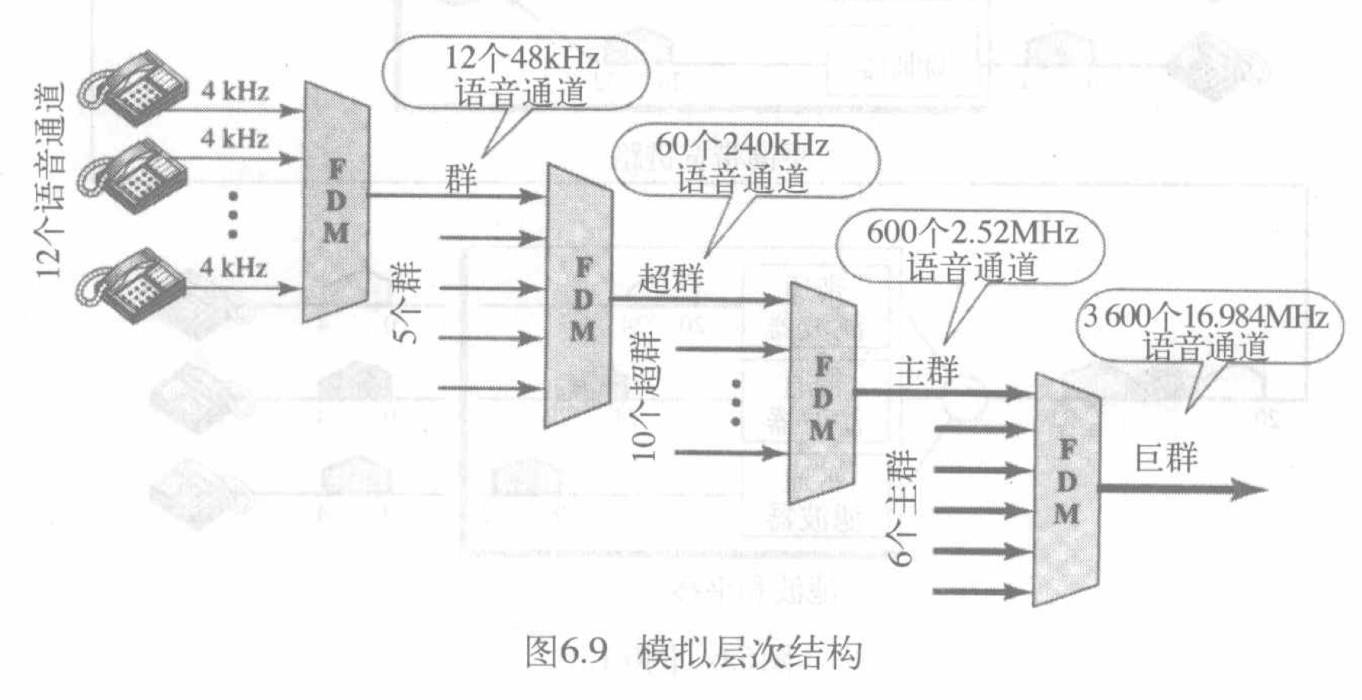 12个语音通道
4 kHz
4 kHz
4 kHz
FDM
12个48kHz
语音通道
群
5个群
FDM
60个240kHz
语音通道
超群
10个超群
FDM
600个2.52MHz
语音通道
主群
6个主群
FDM
3 600个16.984MHz
语音通道
巨群
图6.9 模拟层次结构